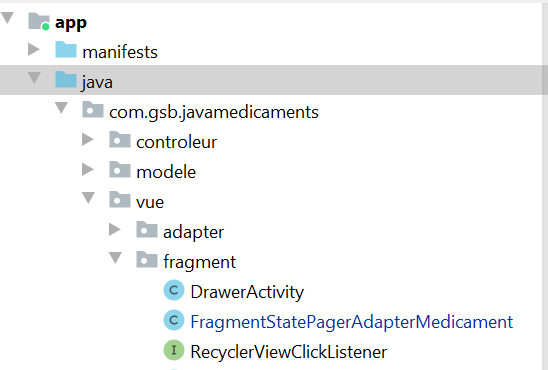 app
manifests
java
com.gsb.javamedicaments
controleur
modele
vue
adapter
fragment
C DrawerActivity
C FragmentStatePagerAdapterMedicament
I RecyclerViewClickListener